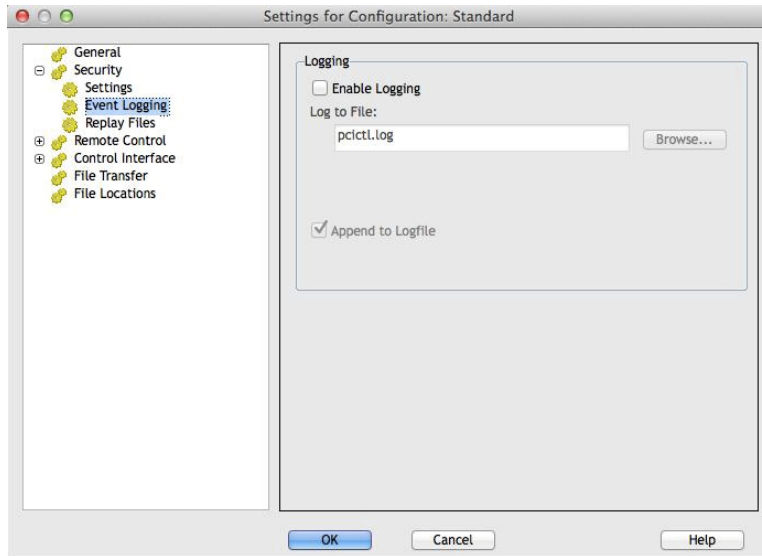 Settings for Configuration: Standard
General
Security
Settings
Event Logging
Replay Files
Remote Control
Control Interface
File Transfer
File Locations
Logging
Enable Logging
Log to File:
pcictl.log
Browse...
Append to Logfile
OK
Cancel
Help